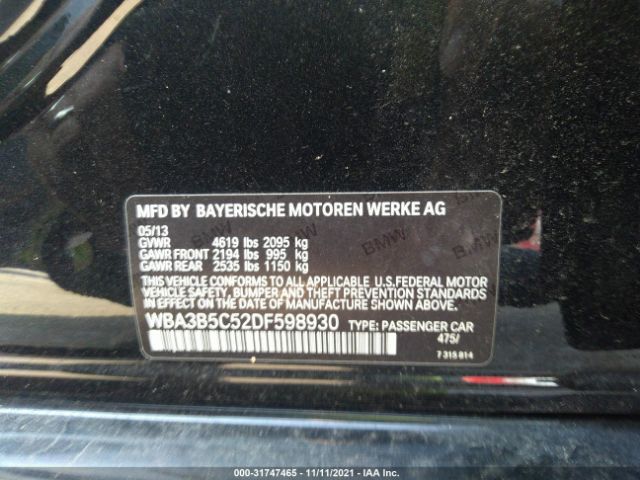 MFD BY BAYERISCHE MOTOREN WERKE AG
05/13
GVWR 4619 lbs 2095 kg
GAWR FRONT 2194 lbs 995 kg
GAWR REAR 2535 lbs 1150 kg
THIS VEHICLE CONFORMS TO ALL APPLICABLE U.S.FEDERAL MOTOR
VEHICLE SAFETY, BUMPER AND THEFT PREVENTION STANDARDS
IN EFFECT ON THE DATE OF MANUFACTURE SHOWN ABOVE.
WBA3B5C52DF598930 TYPE: PASSENGER CAR
475/
7 315 814
000-31747465 - 11/11/2021 - IAA Inc.